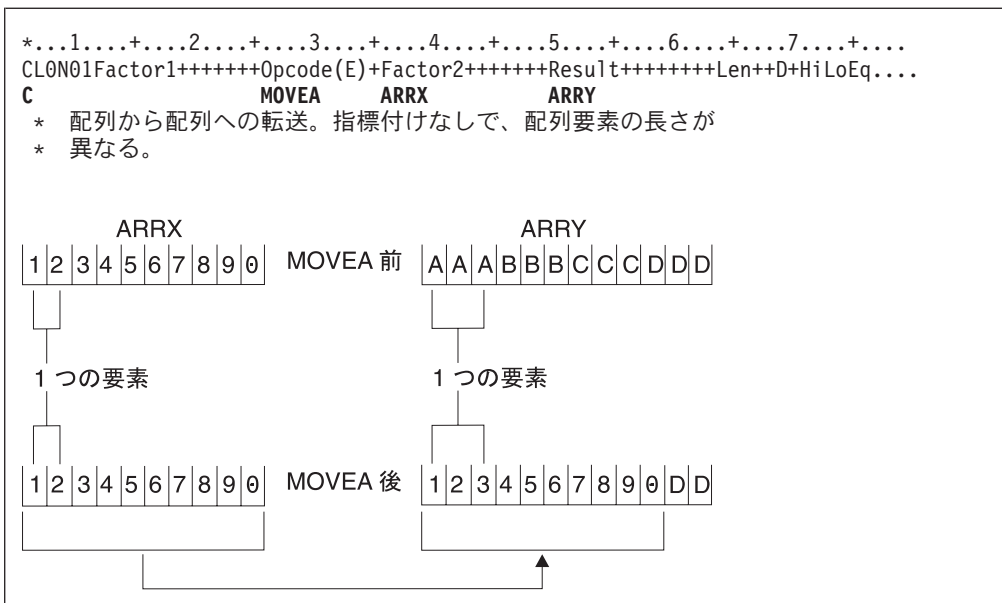 *...1....+....2....+....3....+....4....+....5....+....6....+....7....+....
CL0N01Factor1+++++++Opcode(E)+Factor2+++++++Result++++++++Len++D+HiLoEq....
C                   MOVEA     ARRX          ARRY
 *  配列から配列への転送。指標付けなしで、配列要素の長さが
 *  異なる。
ARRX ARRY
1 2 3 4 5 6 7 8 9 0 MOVEA 前 A A A B B B C C C D D D
1 つの要素 1 つの要素
1 2 3 4 5 6 7 8 9 0 MOVEA 後 1 2 3 4 5 6 7 8 9 0 D D